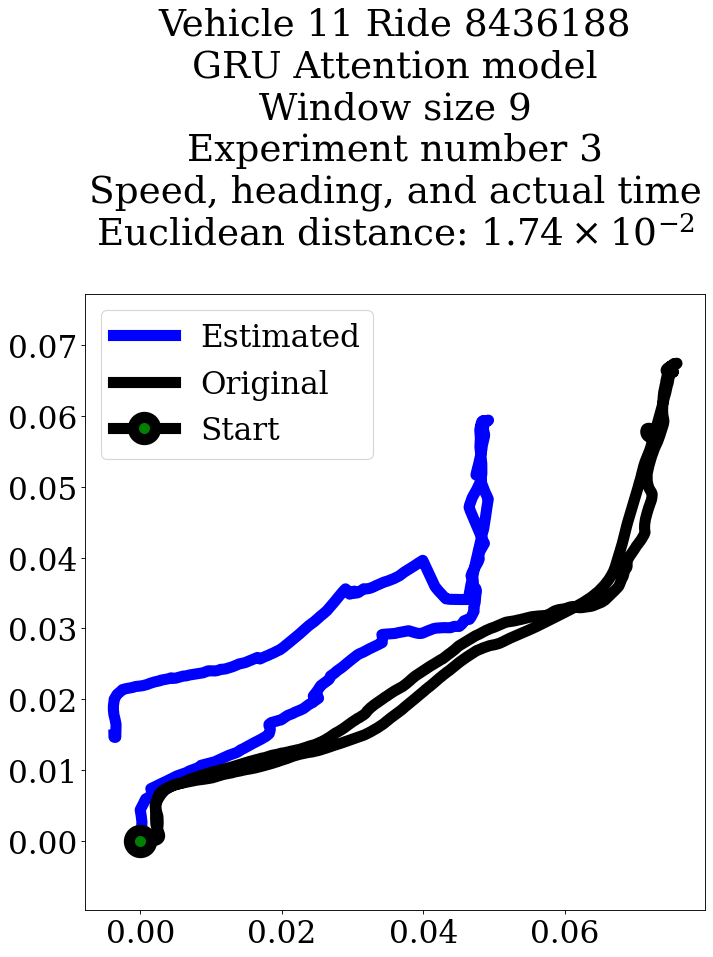 Vehicle 11 Ride 8436188
GRU Attention model
Window size 9
Experiment number 3
Speed, heading, and actual time
Euclidean distance: 1.74 × 10⁻²
Estimated
Original
Start
0.07
0.06
0.05
0.04
0.03
0.02
0.01
0.00
0.00 0.02 0.04 0.06